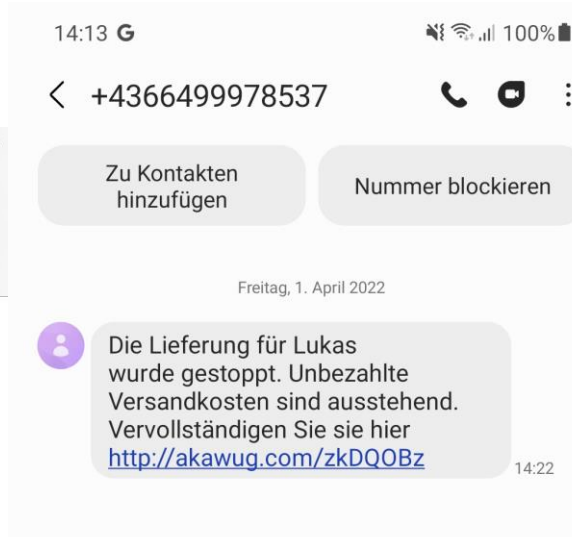 14:13 G
100%
+4366499978537
Zu Kontakten
hinzufügen
Nummer blockieren
Freitag, 1. April 2022
Die Lieferung für Lukas
wurde gestoppt. Unbezahlte
Versandkosten sind ausstehend.
Vervollständigen Sie sie hier
http://akawug.com/zkDQOBz
14:22